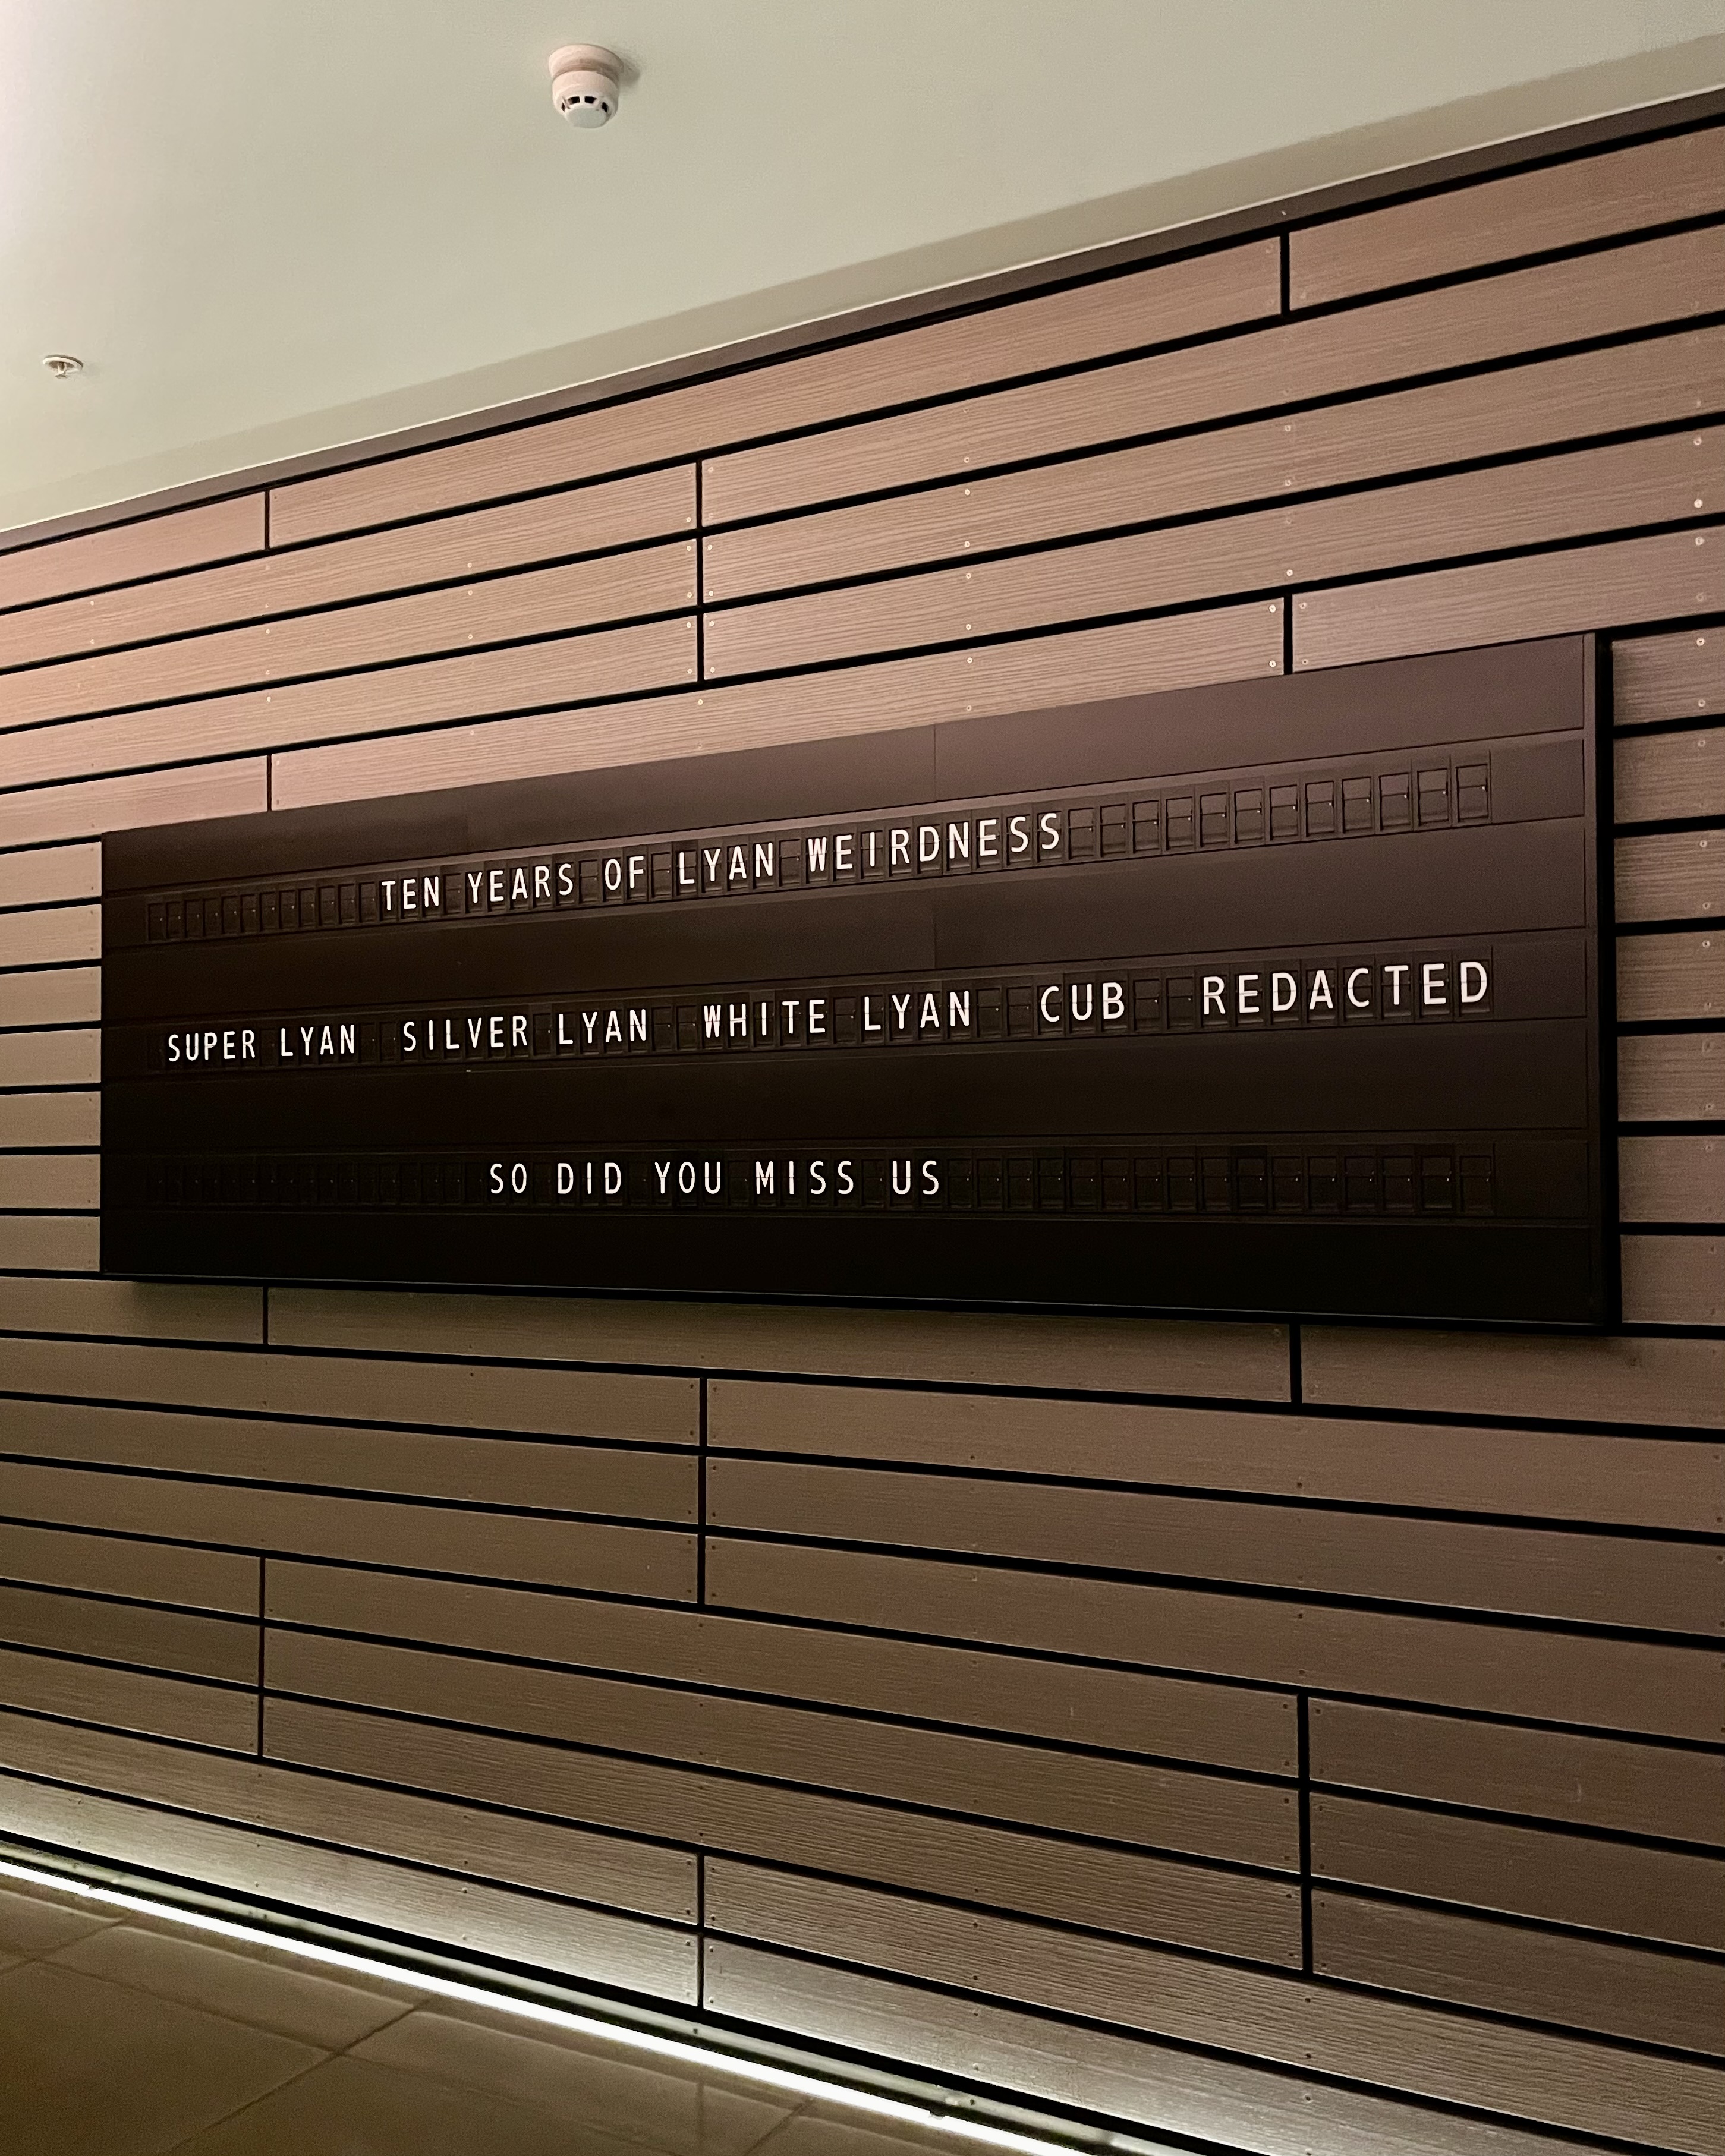 TEN YEARS OF LYAN WEIRDNESS
SUPER LYAN SILVER LYAN WHITE LYAN CUB REDACTED
SO DID YOU MISS US